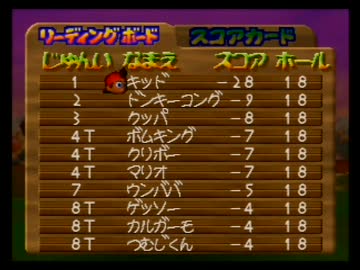 リーディングボード スコアカード
じゅんい なまえ スコア ホール
1 キッド -28 18
2 ドンキーコング -9 18
3 クッパ -8 18
4T ボムキング -7 18
4T クリボー -7 18
4T マリオ -7 18
7 ウンババ -5 18
8T ゲッソー -4 18
8T カルガーモ -4 18
8T つむじくん -4 18